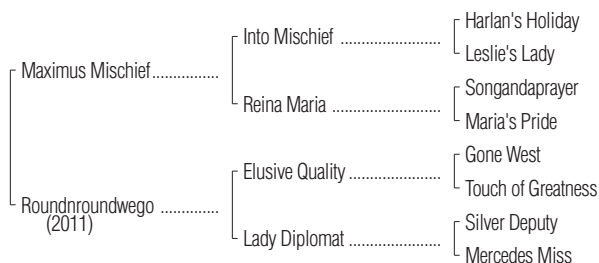 Harlan's Holiday
Into Mischief ........................
Leslie's Lady
Maximus Mischief................
Songandaprayer
Reina Maria ..........................
Maria's Pride
Gone West
Elusive Quality ......................
Touch of Greatness
Roundnroundwego ..............
(2011)
Silver Deputy
Lady Diplomat ......................
Mercedes Miss